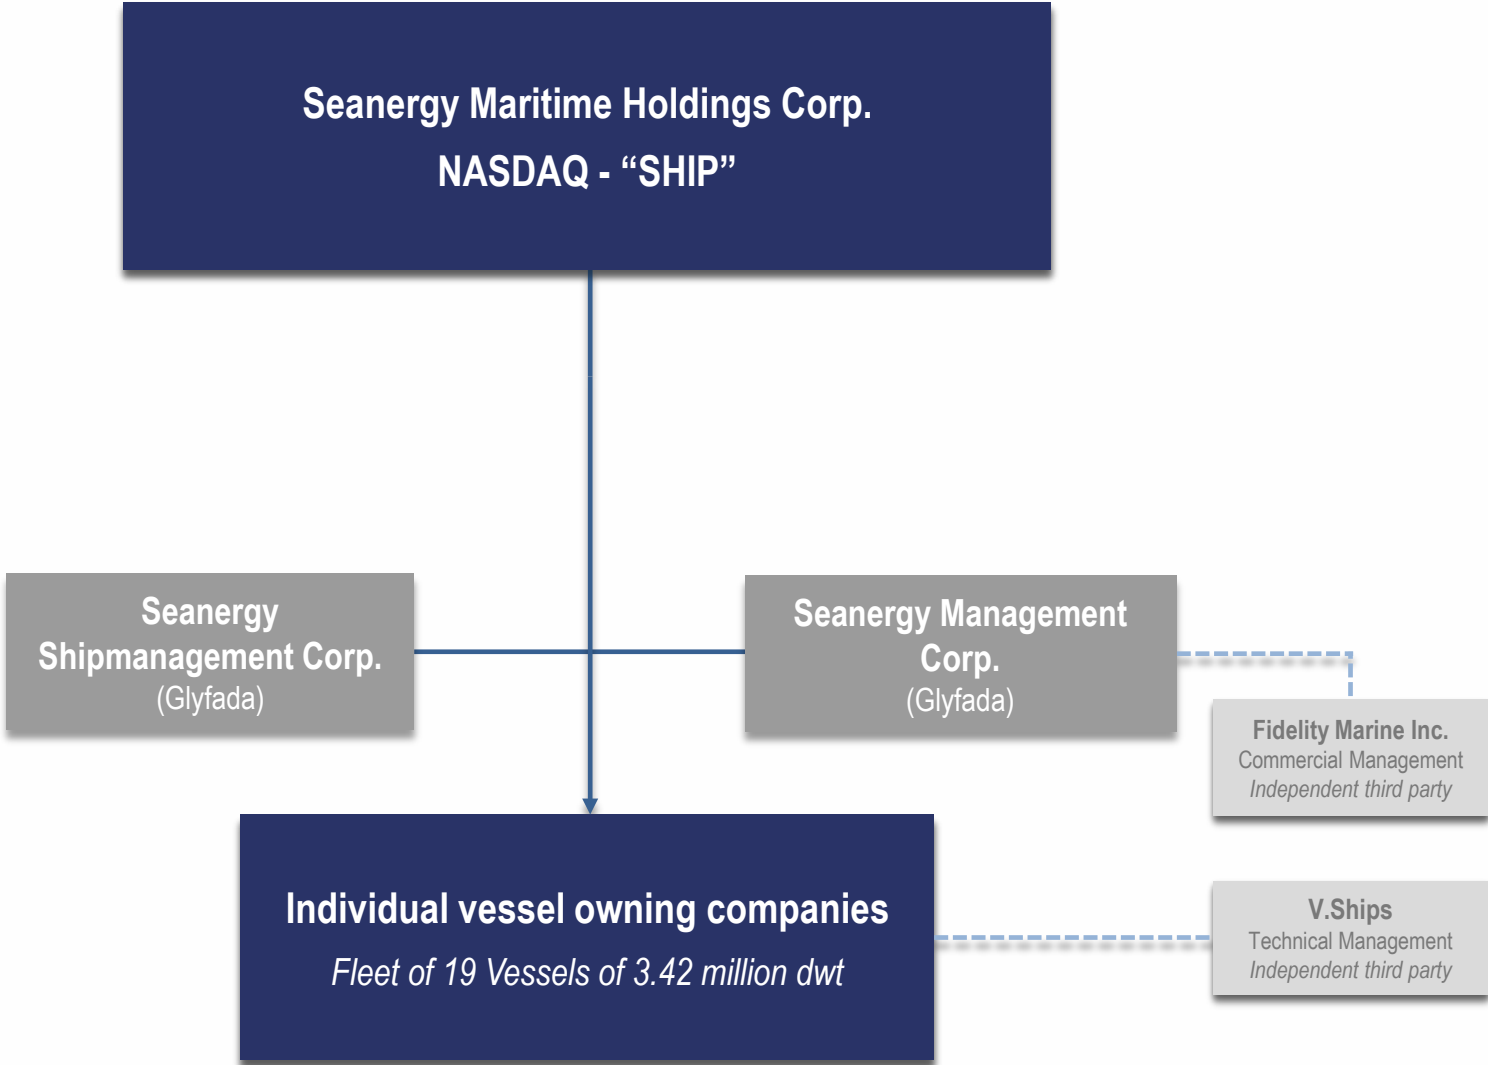 Seanergy Maritime Holdings Corp.
NASDAQ - “SHIP”
Seanergy
Shipmanagement Corp.
(Glyfada)
Seanergy Management
Corp.
(Glyfada)
Fidelity Marine Inc.
Commercial Management
Independent third party
Individual vessel owning companies
Fleet of 19 Vessels of 3.42 million dwt
V.Ships
Technical Management
Independent third party